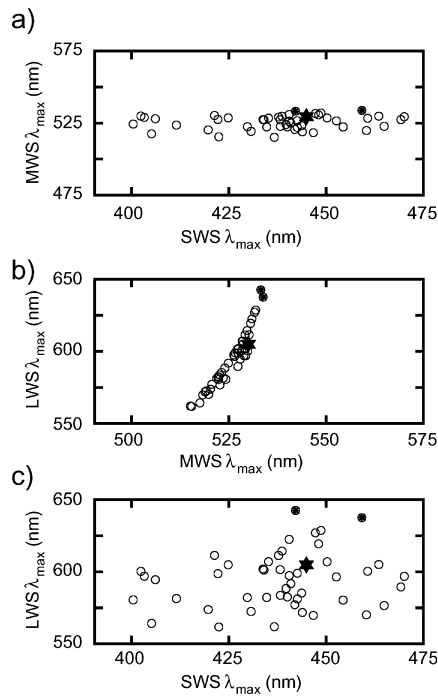 a)
575
525
475
MWS λmax (nm)
400 425 450 475
SWS λmax (nm)
b)
650
600
550
LWS λmax (nm)
500 525 550 575
MWS λmax (nm)
c)
650
600
550
LWS λmax (nm)
400 425 450 475
SWS λmax (nm)